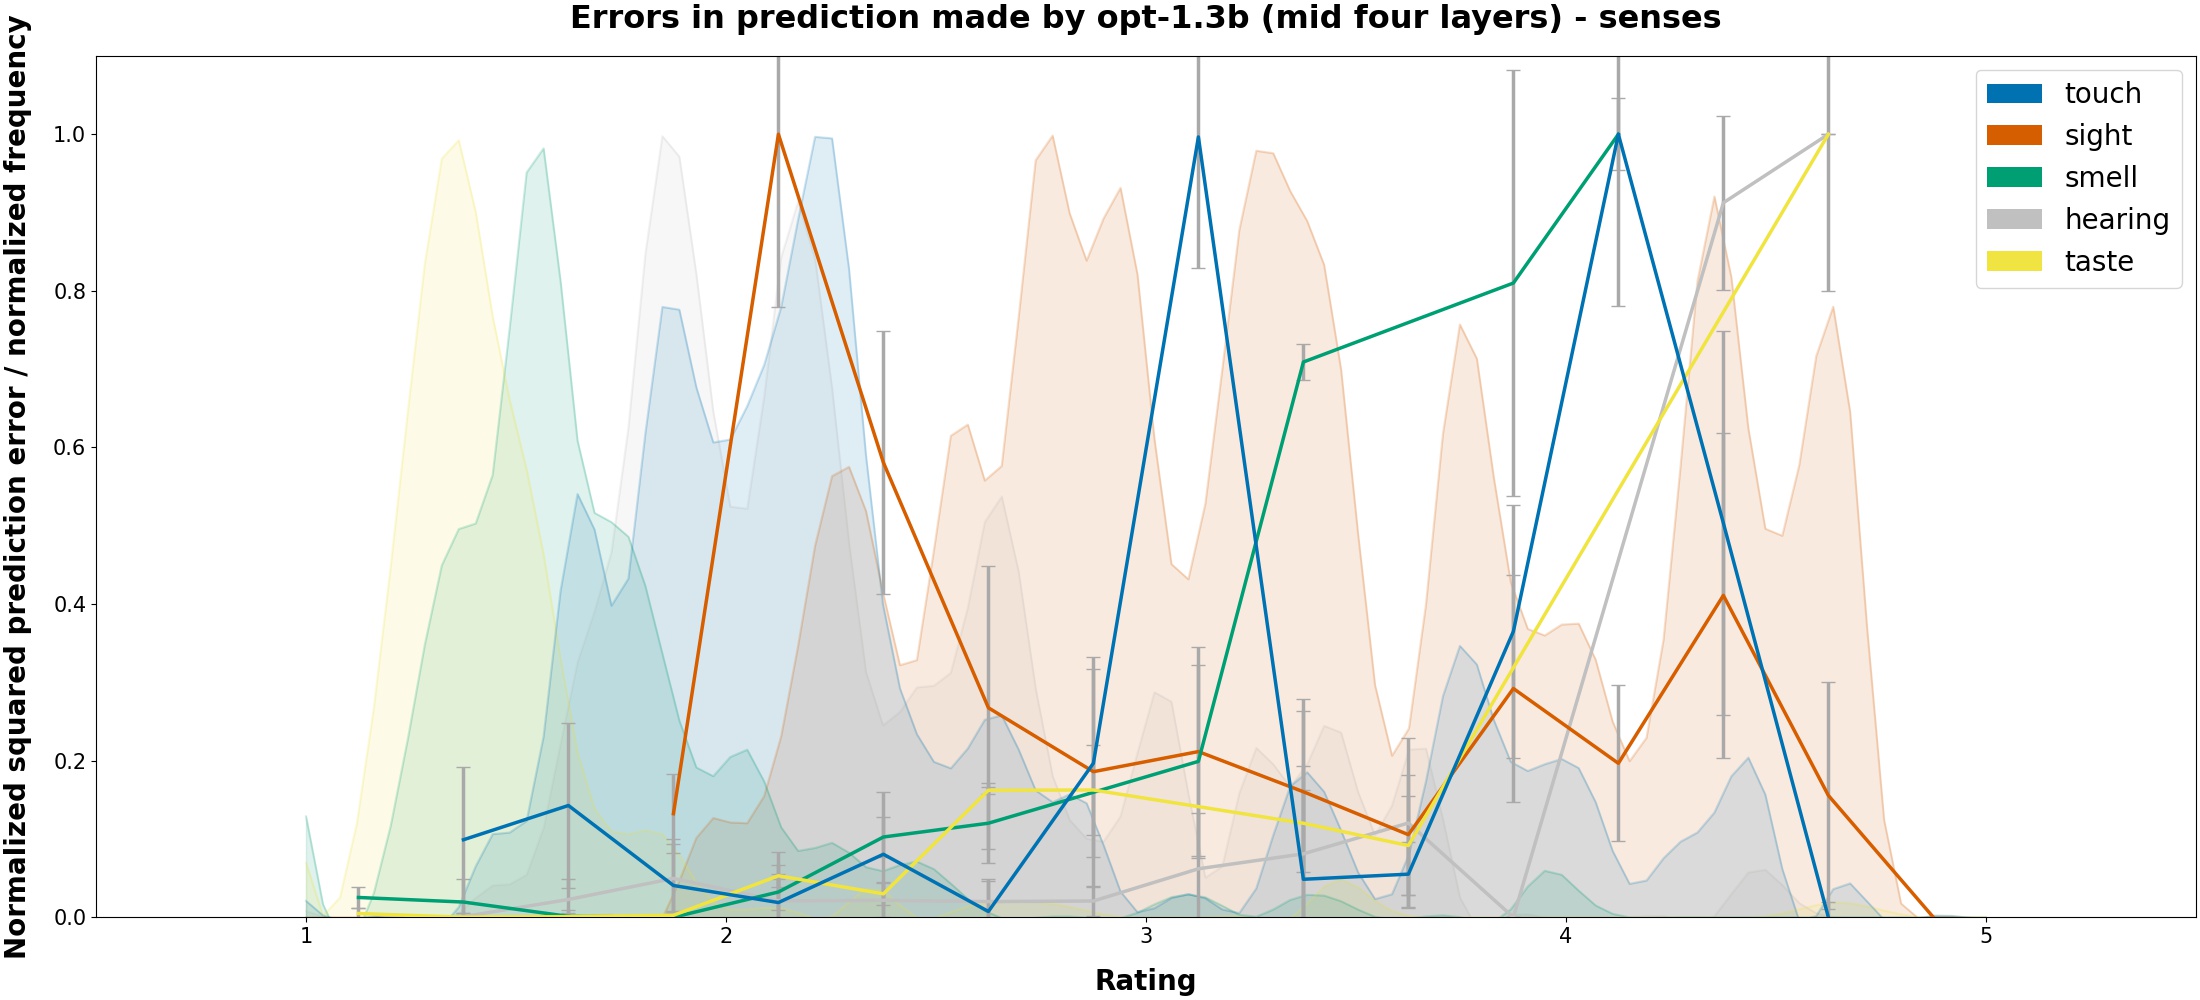 Errors in prediction made by opt-1.3b (mid four layers) - senses
Normalized squared prediction error / normalized frequency
1.0
0.8
0.6
0.4
0.2
0.0
touch
sight
smell
hearing
taste
1 2 3 4 5
Rating